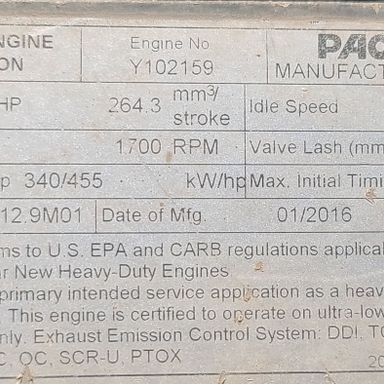 ENGINE Engine No PAC
ON Y102159 MANUFACT
HP 264.3 mm³/stroke Idle Speed
1700 RPM Valve Lash (mm
p 340/455 kW/hp Max. Initial Timi
12.9M01 Date of Mfg. 01/2016
ms to U.S. EPA and CARB regulations applical
ar New Heavy-Duty Engines
primary intended service application as a heav
. This engine is certified to operate on ultra-low
nly. Exhaust Emission Control System: DDI, TC
C, OC, SCR-U, PTOX 20